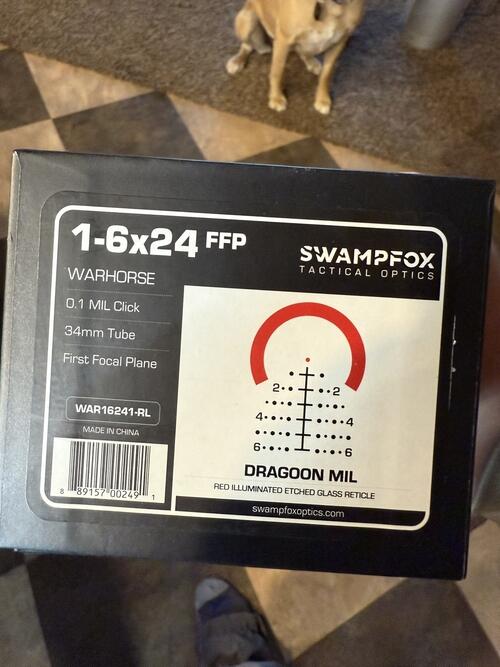 1-6x24 FFP
SWAMPFOX
TACTICAL OPTICS
WARHORSE
0.1 MIL Click
34mm Tube
First Focal Plane
WAR16241-RL
MADE IN CHINA
8 89157 00249 1
2 2
4 4
6 6
DRAGOON MIL
RED ILLUMINATED ETCHED GLASS RETICLE
swampfoxoptics.com